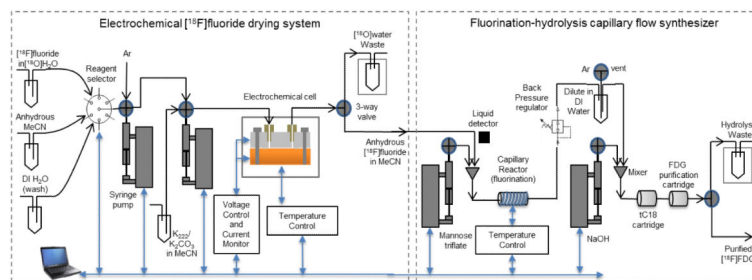 Electrochemical [18F]fluoride drying system
[18F]fluoride
in[18O]H2O
Reagent
selector
Ar
Anhydrous
MeCN
DI H2O
(wash)
Syringe
pump
K222/
K2CO3
in MeCN
Electrochemical cell
Voltage
Control
and
Current
Monitor
Temperature
Control
[18O]water
Waste
3-way
valve
Anhydrous
[18F]fluoride
in MeCN
Fluorination-hydrolysis capillary flow synthesizer
Liquid
detector
Back
Pressure
regulator
Ar
vent
Dilute in
DI
Water
Mannose
triflate
Capillary
Reactor
(fluorination)
Temperature
Control
NaOH
Mixer
tC18
cartridge
FDG
purification
cartridge
Hydrolysis
Waste
Purified
[18F]FDG